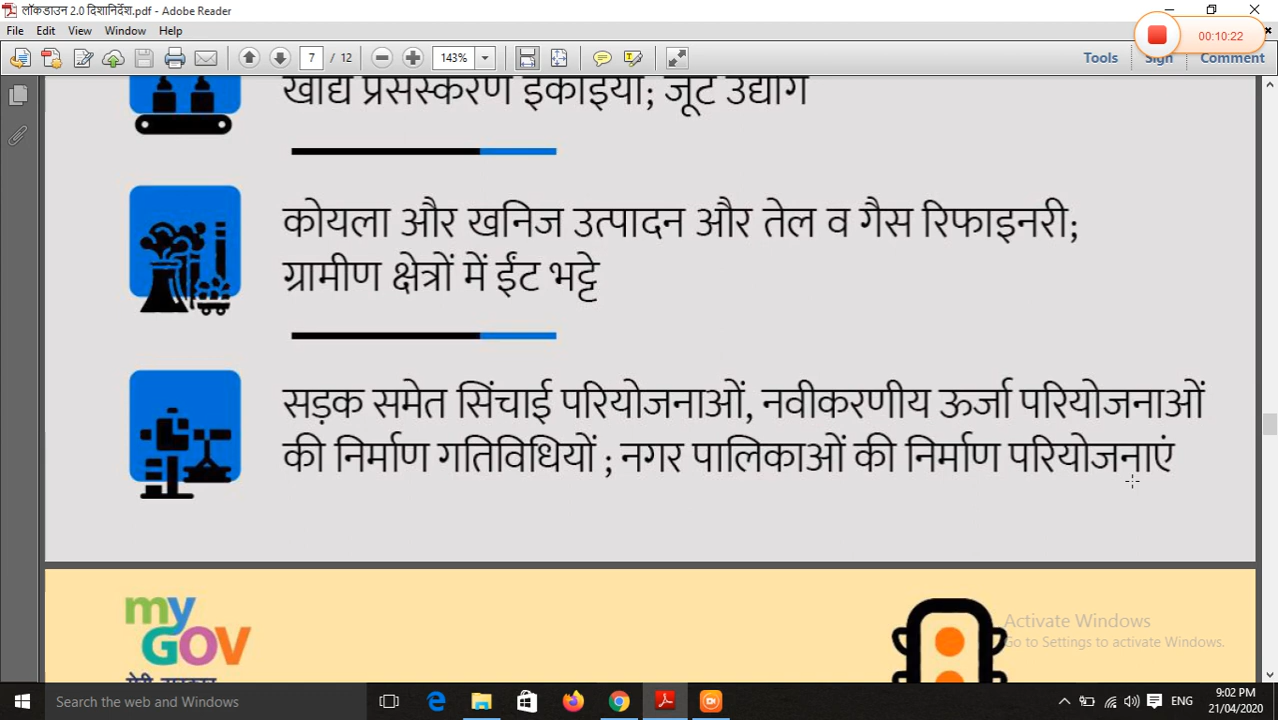 लॉकडाउन 2.0 दिशानिर्देश.pdf - Adobe Reader
File Edit View Window Help
00:10:22
7 / 12 143% Tools Sign Comment
खाद्य प्रसंस्करण इकाइयां; जूट उद्योग
कोयला और खनिज उत्पादन और तेल व गैस रिफाइनरी;
ग्रामीण क्षेत्रों में ईंट भट्टे
सड़क समेत सिंचाई परियोजनाओं, नवीकरणीय ऊर्जा परियोजनाओं
की निर्माण गतिविधियों ; नगर पालिकाओं की निर्माण परियोजनाएं
my
GOV
मेरी सरकार
Activate Windows
Go to Settings to activate Windows.
Search the web and Windows
ENG
9:02 PM
21/04/2020